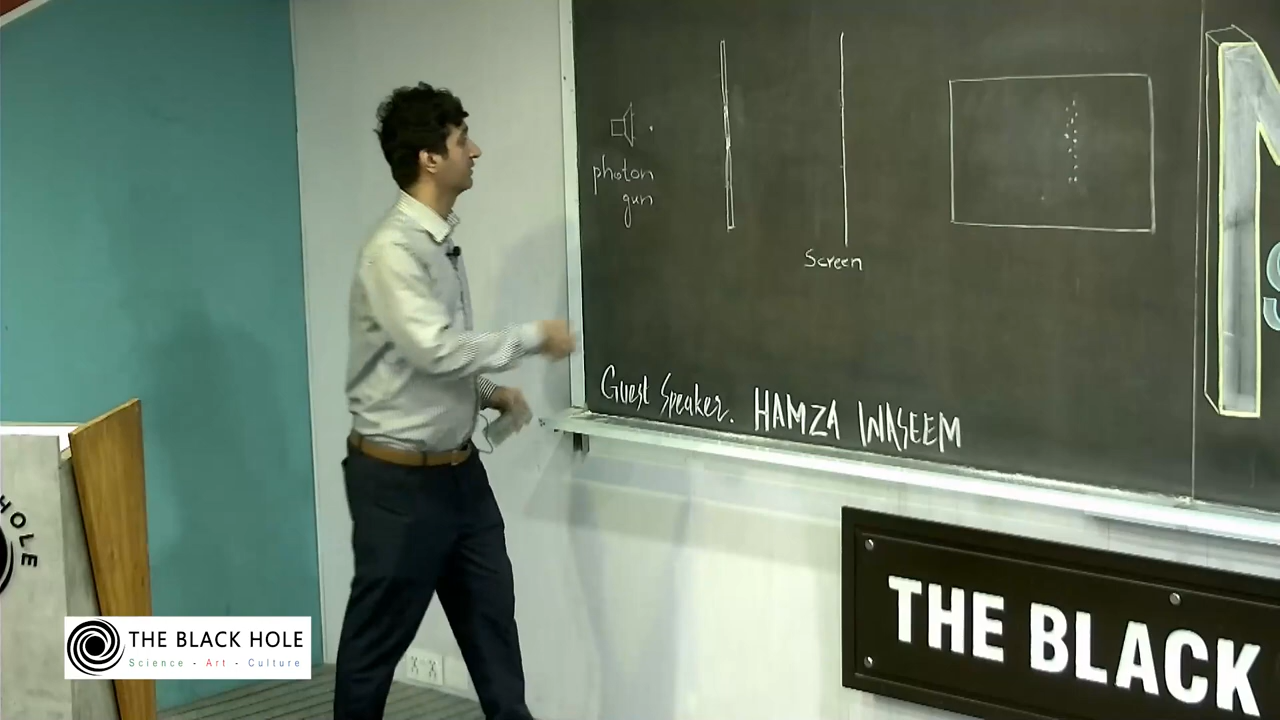 photon
gun
Screen
Guest Speaker. HAMZA WASEEM
HOLE
THE BLACK HOLE
Science - Art - Culture
THE BLACK